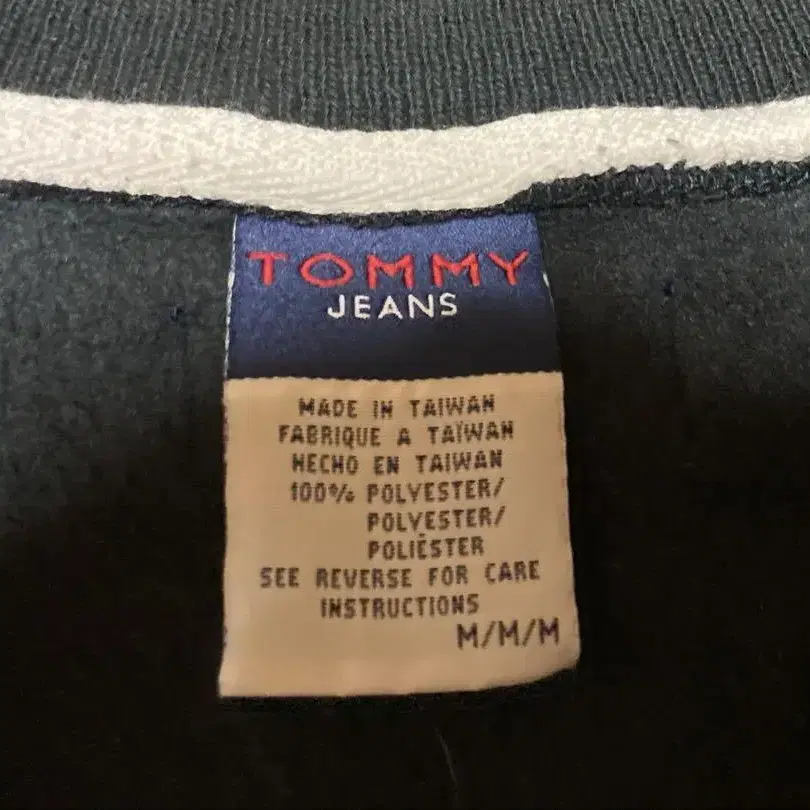 TOMMY
JEANS
MADE IN TAIWAN
FABRIQUE A TAÏWAN
HECHO EN TAIWAN
100% POLYESTER/
POLYESTER/
POLIÉSTER
SEE REVERSE FOR CARE
INSTRUCTIONS
M/M/M